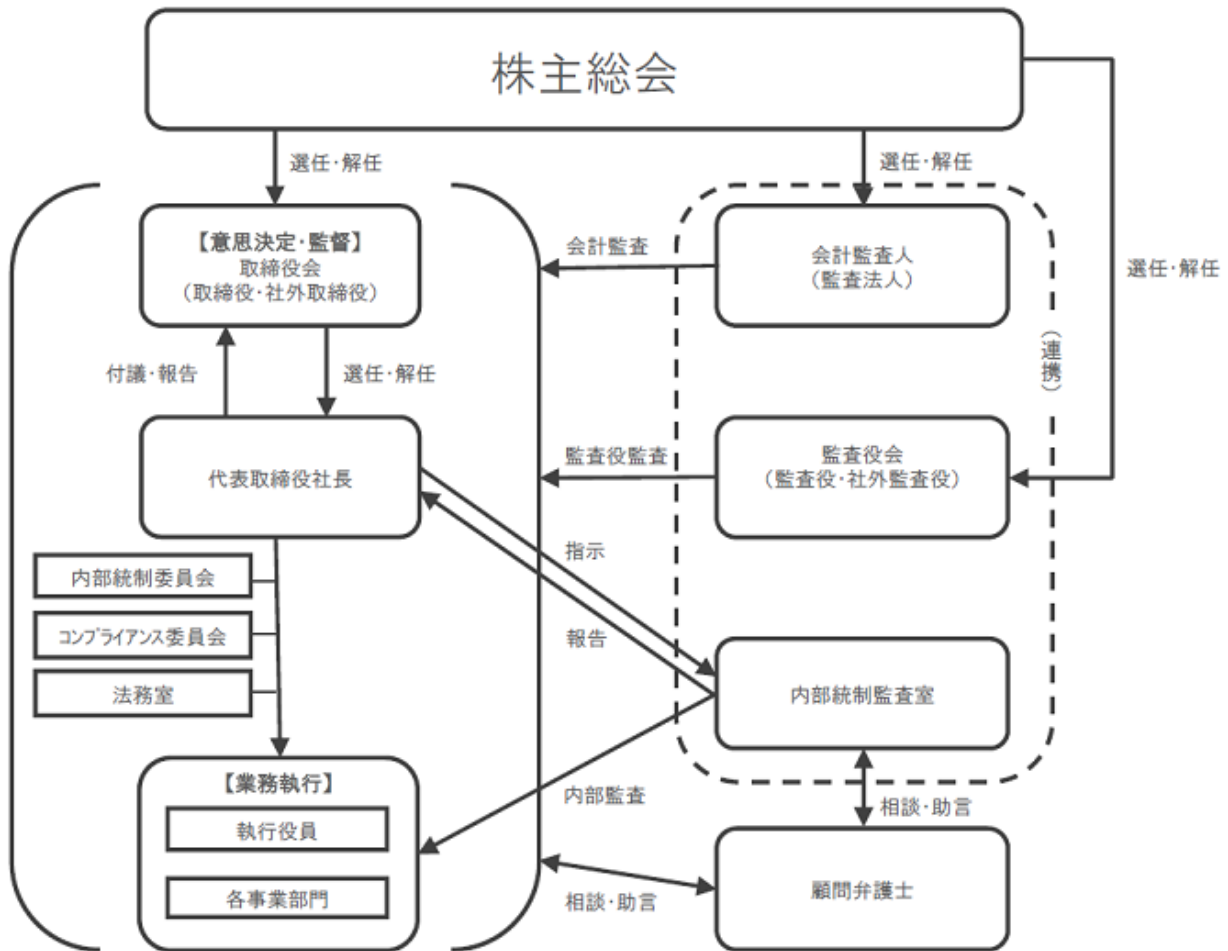 株主総会
選任・解任
選任・解任
選任・解任
【意思決定・監督】
取締役会
(取締役・社外取締役)
会計監査
会計監査人
(監査法人)
(連携)
付議・報告
選任・解任
代表取締役社長
監査役監査
監査役会
(監査役・社外監査役)
内部統制委員会
コンプライアンス委員会
法務室
指示
報告
内部統制監査室
【業務執行】
執行役員
各事業部門
内部監査
相談・助言
相談・助言
顧問弁護士